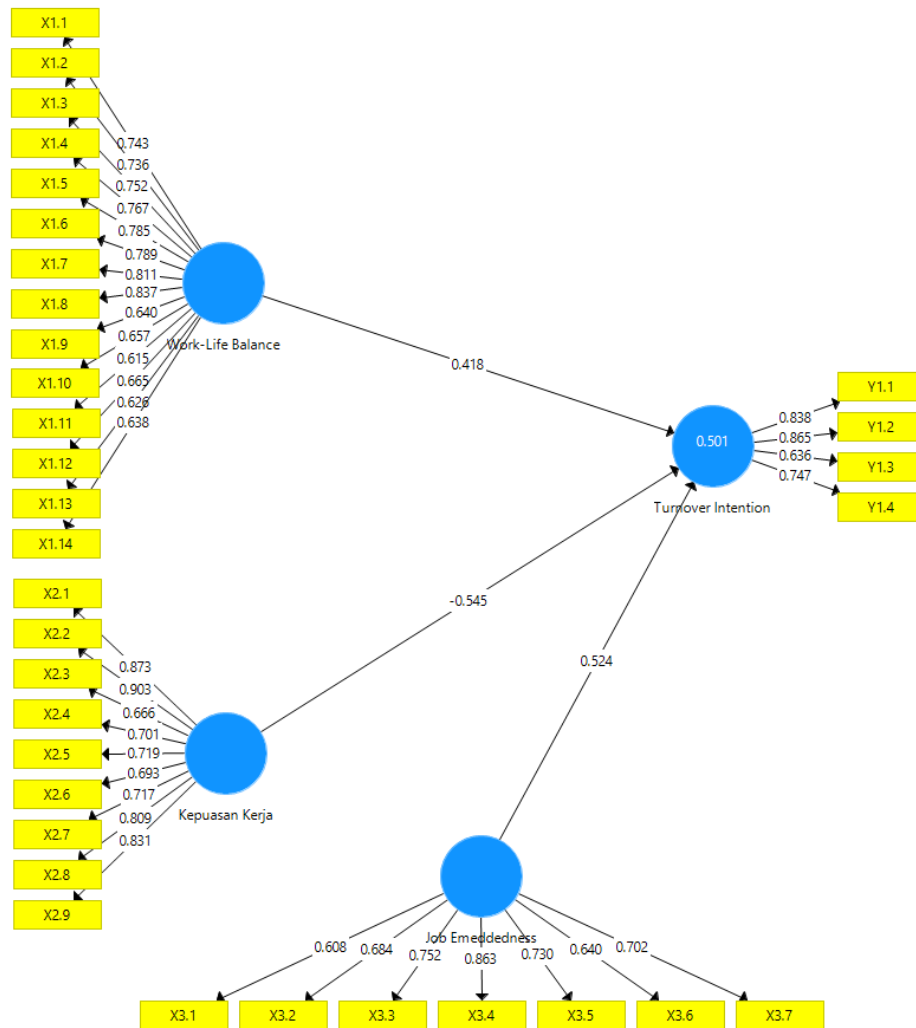 X1.1
X1.2
X1.3
X1.4
X1.5
X1.6
X1.7
X1.8
X1.9
X1.10
X1.11
X1.12
X1.13
X1.14
0.743
0.736
0.752
0.767
0.785
0.789
0.811
0.837
0.640
0.657
0.615
0.665
0.626
0.638
Work-Life Balance
0.418
0.501
Turnover Intention
0.838
0.865
0.636
0.747
Y1.1
Y1.2
Y1.3
Y1.4
X2.1
X2.2
X2.3
X2.4
X2.5
X2.6
X2.7
X2.8
X2.9
0.873
0.903
0.666
0.701
0.719
0.693
0.717
0.809
0.831
Kepuasan Kerja
-0.545
0.524
Job Emeddedness
0.608
0.684
0.752
0.863
0.730
0.640
0.702
X3.1
X3.2
X3.3
X3.4
X3.5
X3.6
X3.7